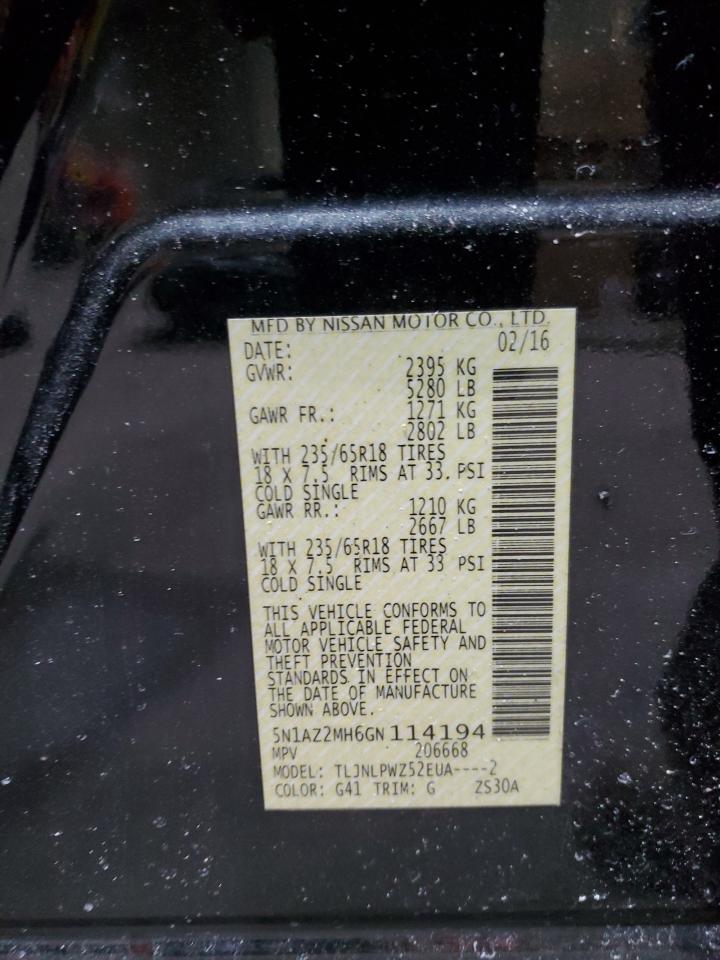 MFD BY NISSAN MOTOR CO., LTD.
DATE: 02/16
GVWR: 2395 KG
5280 LB
GAWR FR.: 1271 KG
2802 LB
WITH 235/65R18 TIRES
18 X 7.5 RIMS AT 33 PSI
COLD SINGLE
GAWR RR.: 1210 KG
2667 LB
WITH 235/65R18 TIRES
18 X 7.5 RIMS AT 33 PSI
COLD SINGLE
THIS VEHICLE CONFORMS TO
ALL APPLICABLE FEDERAL
MOTOR VEHICLE SAFETY AND
THEFT PREVENTION
STANDARDS IN EFFECT ON
THE DATE OF MANUFACTURE
SHOWN ABOVE.
5N1AZ2MH6GN114194
MPV 206668
MODEL: TLJNLPWZ52EUA----2
COLOR: G41 TRIM: G ZS30A